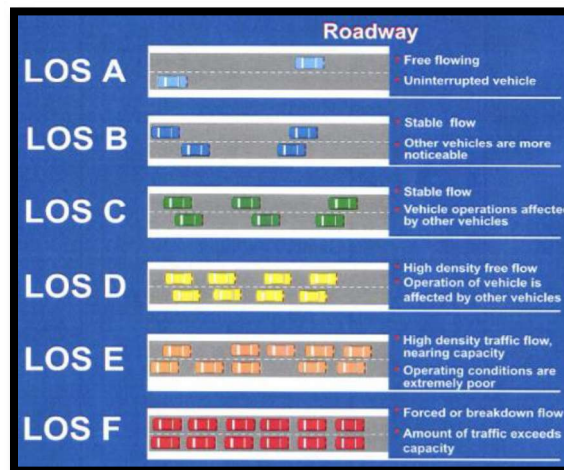 Roadway
LOS A
Free flowing
Uninterrupted vehicle
LOS B
Stable flow
Other vehicles are more
noticeable
LOS C
Stable flow
Vehicle operations affected
by other vehicles
LOS D
High density free flow
Operation of vehicle is
affected by other vehicles
LOS E
High density traffic flow,
nearing capacity
Operating conditions are
extremely poor
LOS F
Forced or breakdown flow
Amount of traffic exceeds
capacity